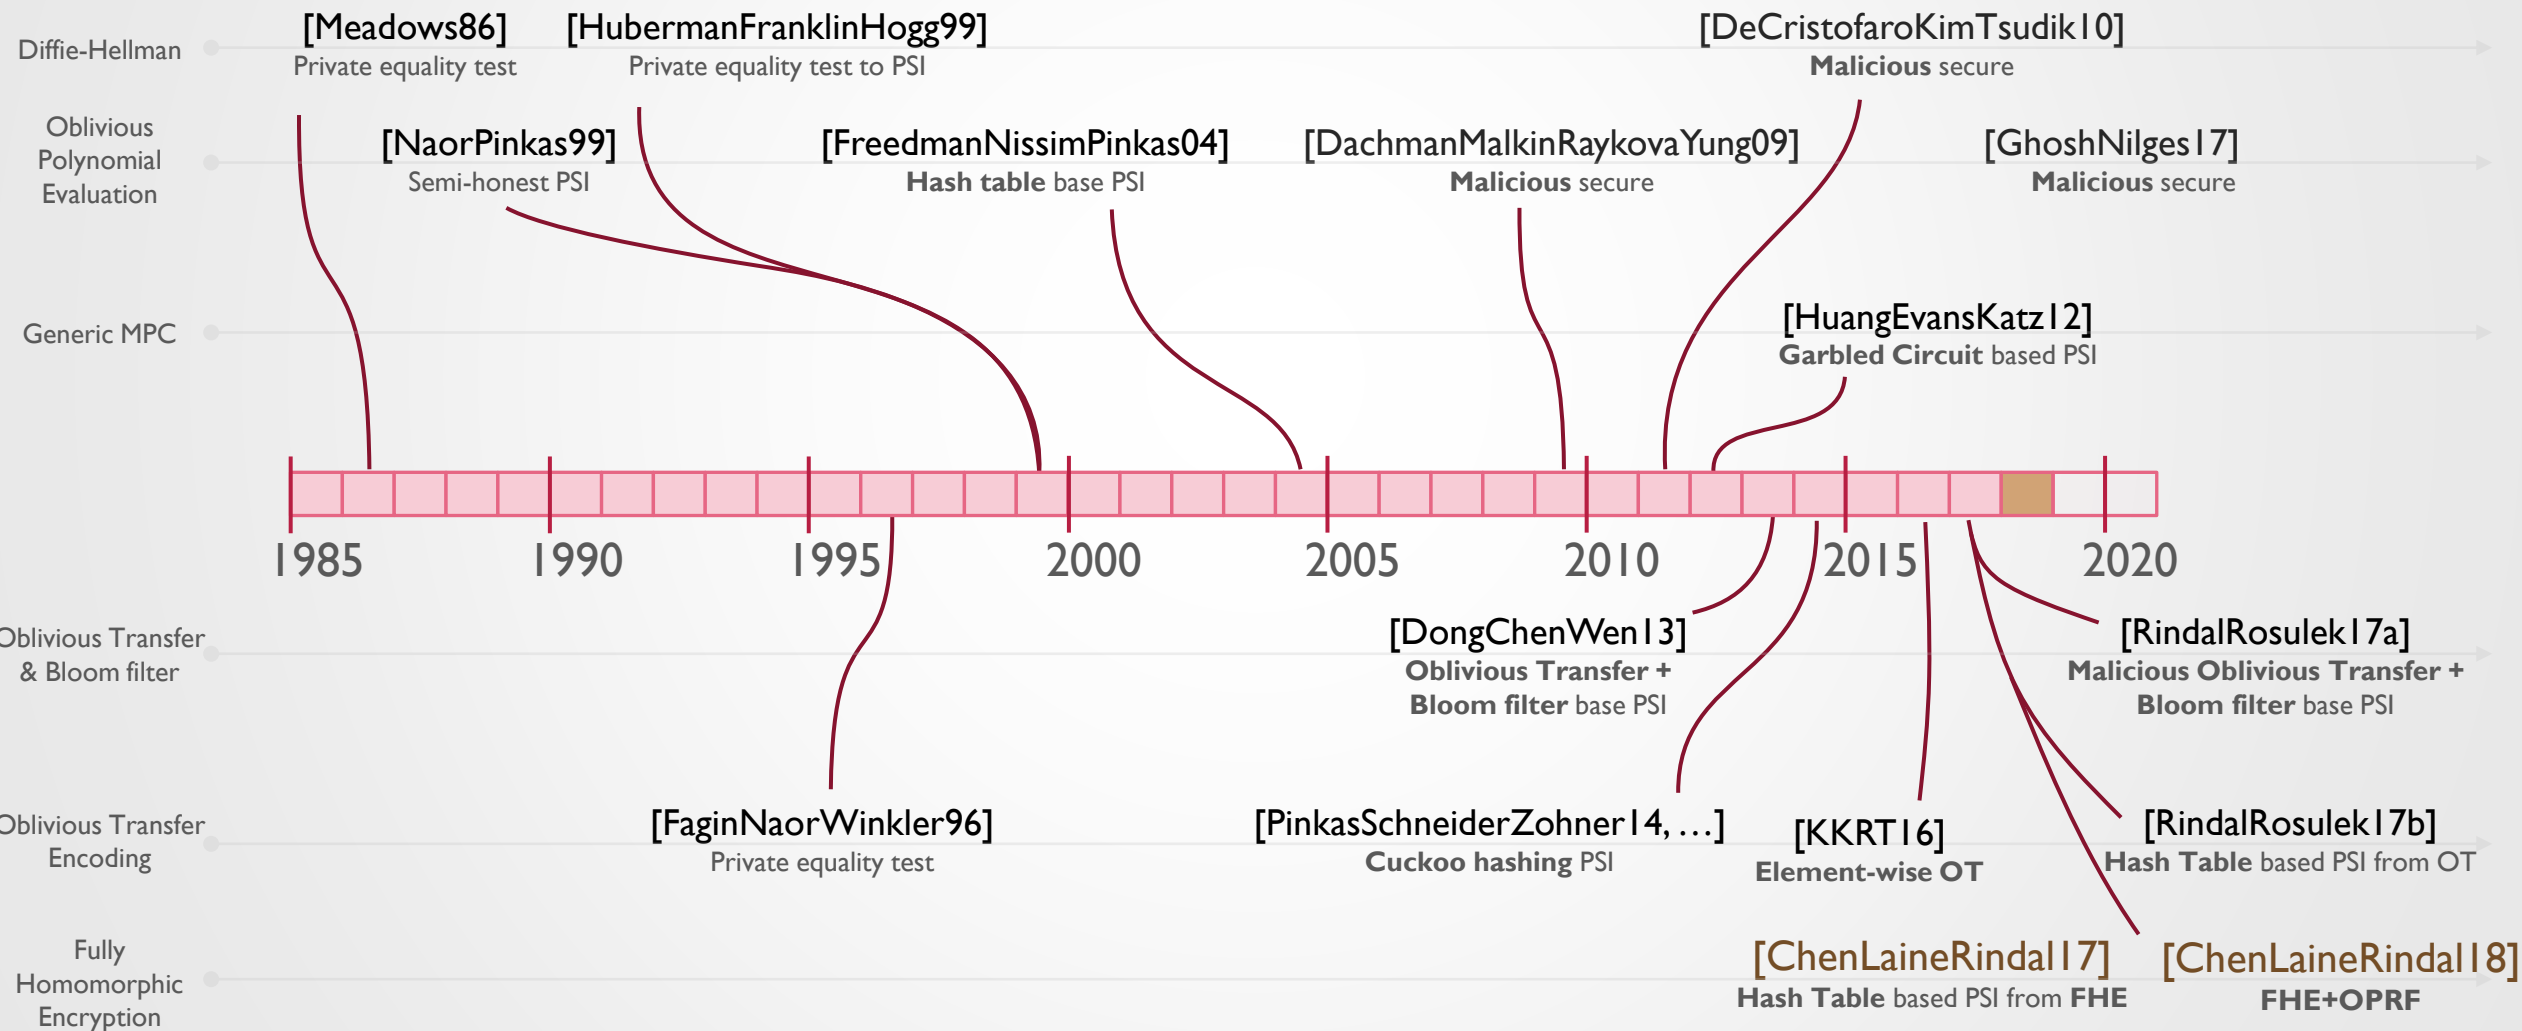 Diffie-Hellman
[Meadows86]
Private equality test
[HubermanFranklinHogg99]
Private equality test to PSI
[DeCristofaroKimTsudik10]
Malicious secure
Oblivious
Polynomial
Evaluation
[NaorPinkas99]
Semi-honest PSI
[FreedmanNissimPinkas04]
Hash table base PSI
[DachmanMalkinRaykovaYung09]
Malicious secure
[GhoshNilges17]
Malicious secure
Generic MPC
[HuangEvansKatz12]
Garbled Circuit based PSI
1985 1990 1995 2000 2005 2010 2015 2020
Oblivious Transfer
& Bloom filter
[DongChenWen13]
Oblivious Transfer +
Bloom filter base PSI
[RindalRosulek17a]
Malicious Oblivious Transfer +
Bloom filter base PSI
Oblivious Transfer
Encoding
[FaginNaorWinkler96]
Private equality test
[PinkasSchneiderZohner14, …]
Cuckoo hashing PSI
[KKRT16]
Element-wise OT
[RindalRosulek17b]
Hash Table based PSI from OT
Fully
Homomorphic
Encryption
[ChenLaineRindal17]
Hash Table based PSI from FHE
[ChenLaineRindal18]
FHE+OPRF